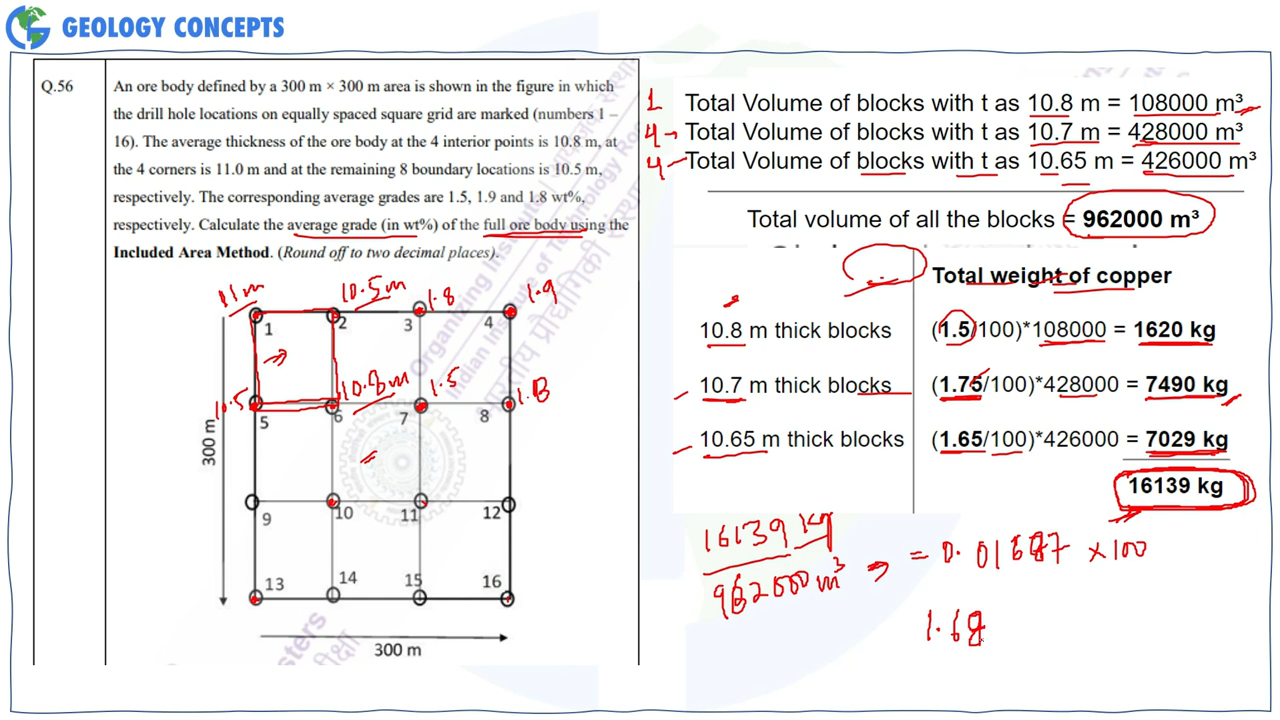 GEOLOGY CONCEPTS
Q.56
An ore body defined by a 300 m × 300 m area is shown in the figure in which
the drill hole locations on equally spaced square grid are marked (numbers 1 –
16). The average thickness of the ore body at the 4 interior points is 10.8 m, at
the 4 corners is 11.0 m and at the remaining 8 boundary locations is 10.5 m,
respectively. The corresponding average grades are 1.5, 1.9 and 1.8 wt%,
respectively. Calculate the average grade (in wt%) of the full ore body using the
Included Area Method. (Round off to two decimal places).
11 m 10.5 m 1.8 1.9
1 2 3 4
10.5 10.8 m 1.5 1.8
5 6 7 8
300 m
9 10 11 12
13 14 15 16
300 m
1 Total Volume of blocks with t as 10.8 m = 108000 m³
4 Total Volume of blocks with t as 10.7 m = 428000 m³
4 Total Volume of blocks with t as 10.65 m = 426000 m³
Total volume of all the blocks = 962000 m³
Total weight of copper
10.8 m thick blocks (1.5/100)*108000 = 1620 kg
10.7 m thick blocks (1.75/100)*428000 = 7490 kg
10.65 m thick blocks (1.65/100)*426000 = 7029 kg
16139 kg
16139 kg
962000 m³
= 0.01677 ×100
1.68
Organizing Institute
Indian Institute of Technology